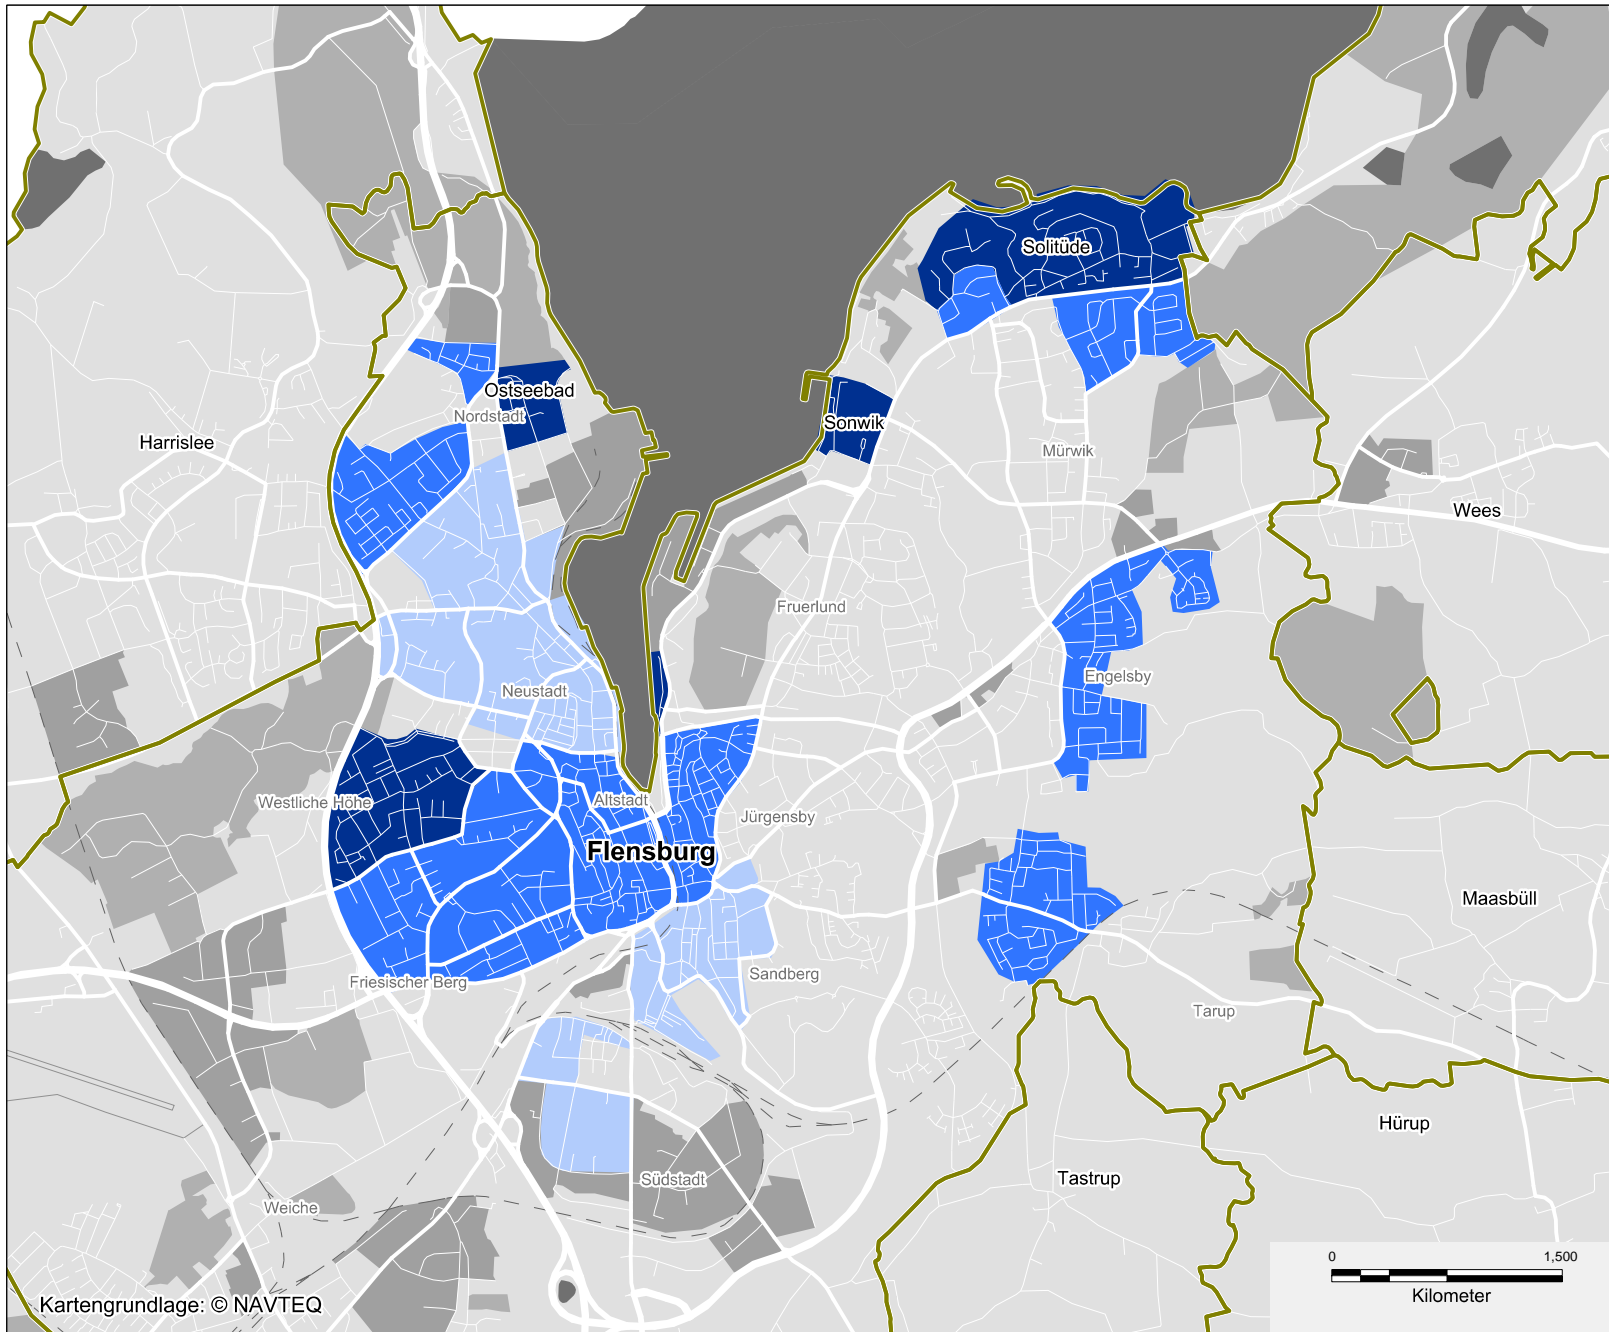 Solitüde
Ostseebad
Nordstadt
Sonwik
Harrislee
Mürwik
Wees
Fruerlund
Engelsby
Neustadt
Westliche Höhe
Altstadt
Jürgensby
Flensburg
Maasbüll
Sandberg
Friesischer Berg
Tarup
Hürup
Tastrup
Südstadt
Weiche
0 1,500
Kilometer
Kartengrundlage: © NAVTEQ